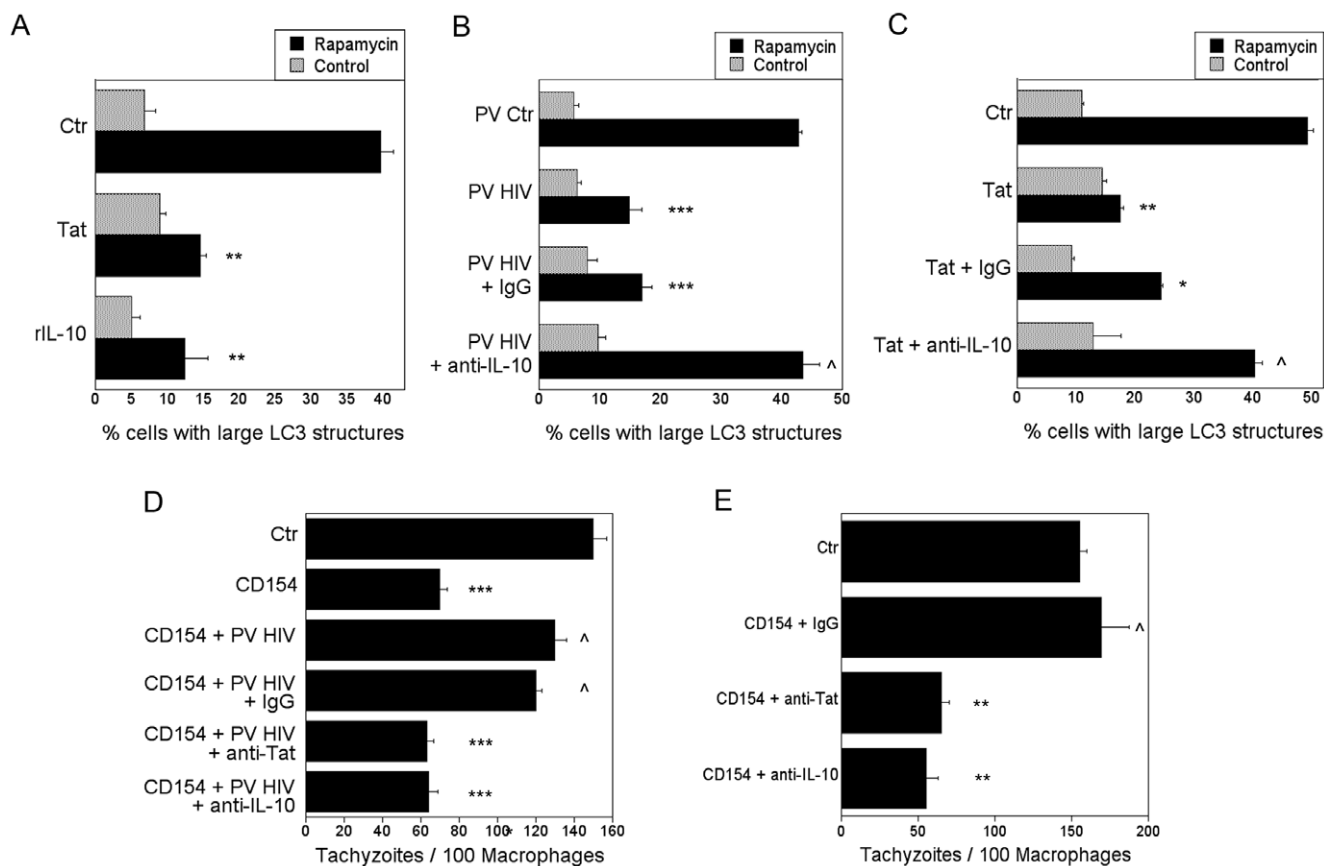 A
Rapamycin
Control
Ctr
Tat
rIL-10
**
**
0 5 10 15 20 25 30 35 40
% cells with large LC3 structures
B
Rapamycin
Control
PV Ctr
PV HIV
PV HIV
+ IgG
PV HIV
+ anti-IL-10
***
***
^
0 10 20 30 40 50
% cells with large LC3 structures
C
Rapamycin
Control
Ctr
Tat
Tat + IgG
Tat + anti-IL-10
**
*
^
0 10 20 30 40 50
% cells with large LC3 structures
D
Ctr
CD154
CD154 + PV HIV
CD154 + PV HIV
+ IgG
CD154 + PV HIV
+ anti-Tat
CD154 + PV HIV
+ anti-IL-10
***
^
^
***
***
0 20 40 60 80 100 120 140 160
*
Tachyzoites / 100 Macrophages
E
Ctr
CD154 + IgG
CD154 + anti-Tat
CD154 + anti-IL-10
^
**
**
0 50 100 150 200
Tachyzoites / 100 Macrophages